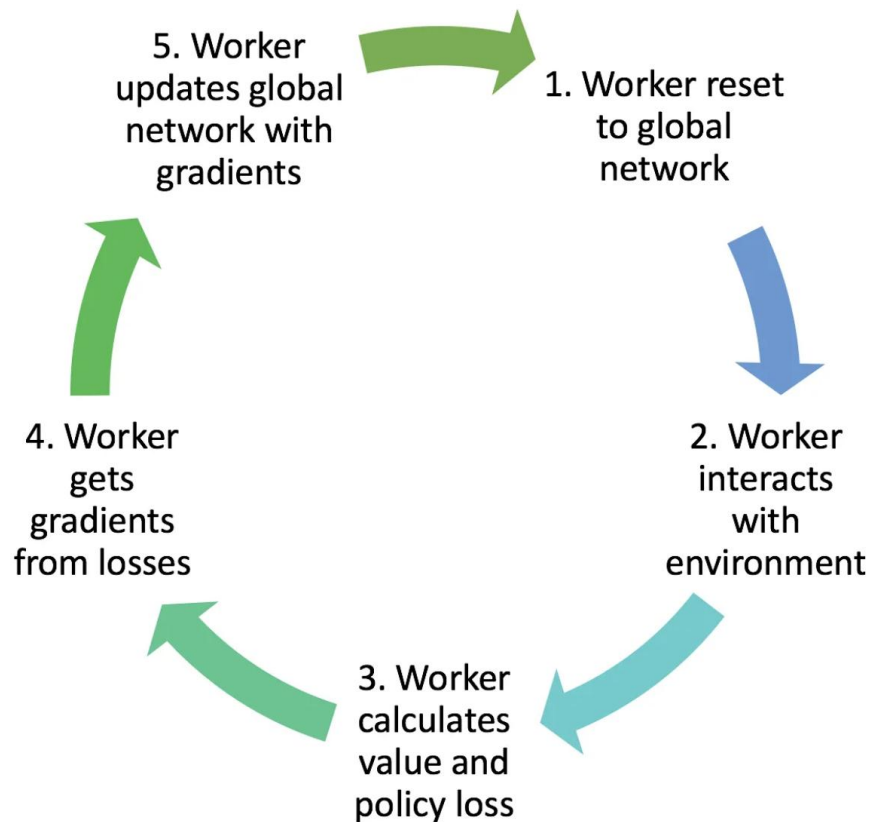 1. Worker reset
to global
network
2. Worker
interacts
with
environment
3. Worker
calculates
value and
policy loss
4. Worker
gets
gradients
from losses
5. Worker
updates global
network with
gradients